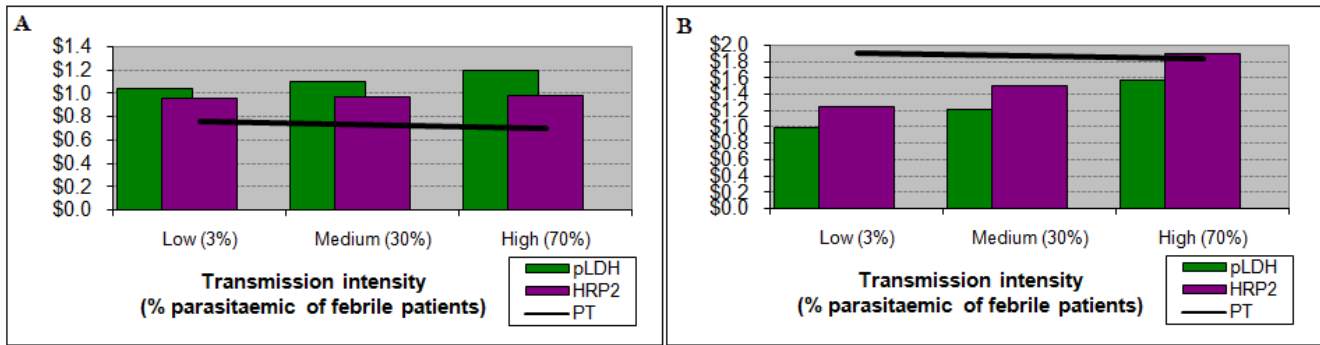 A
$1.4
$1.2
$1.0
$0.8
$0.6
$0.4
$0.2
$0.0
Low (3%)
Medium (30%)
High (70%)
Transmission intensity
(% parasitaemic of febrile patients)
pLDH
HRP2
PT
B
$2.0
$1.8
$1.6
$1.4
$1.2
$1.0
$0.8
$0.6
$0.4
$0.2
$0.0
Low (3%)
Medium (30%)
High (70%)
Transmission intensity
(% parasitaemic of febrile patients)
pLDH
HRP2
PT